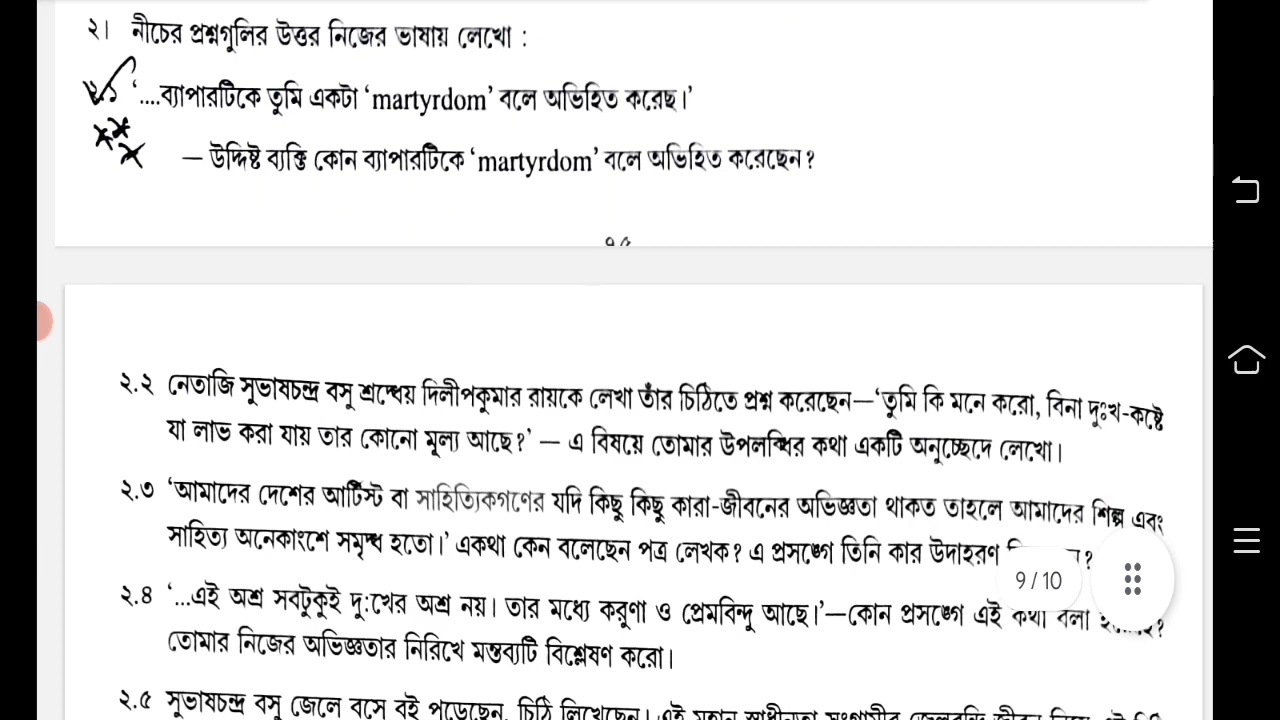 ২। নীচের প্রশ্নগুলির উত্তর নিজের ভাষায় লেখো :
'....ব্যাপারটিকে তুমি একটা 'martyrdom' বলে অভিহিত করেছ।'
— উদ্দিষ্ট ব্যক্তি কোন ব্যাপারটিকে 'martyrdom' বলে অভিহিত করেছেন?
২.২ নেতাজি সুভাষচন্দ্র বসু শ্রদ্ধেয় দিলীপকুমার রায়কে লেখা তাঁর চিঠিতে প্রশ্ন করেছেন—'তুমি কি মনে করো, বিনা দুঃখ-কষ্টে
যা লাভ করা যায় তার কোনো মূল্য আছে?' — এ বিষয়ে তোমার উপলব্ধির কথা একটি অনুচ্ছেদে লেখো।
২.৩ 'আমাদের দেশের আর্টিস্ট বা সাহিত্যিকগণের যদি কিছু কিছু কারা-জীবনের অভিজ্ঞতা থাকত তাহলে আমাদের শিল্প এবং
সাহিত্য অনেকাংশে সমৃদ্ধ হতো।' একথা কেন বলেছেন পত্র লেখক? এ প্রসঙ্গে তিনি কার উদাহরণ ?
9 / 10
২.৪ '...এই অশ্রু সবটুকুই দু:খের অশ্রু নয়। তার মধ্যে করুণা ও প্রেমবিন্দু আছে।'—কোন প্রসঙ্গে এই কথা বলা ?
তোমার নিজের অভিজ্ঞতার নিরিখে মন্তব্যটি বিশ্লেষণ করো।
২.৫ সুভাষচন্দ্র বসু জেলে বসে বই পড়েছেন, চিঠি লিখেছেন। এই মহান স্বাধীনতা সংগ্রামীর